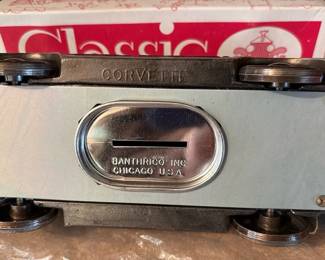 Classic
CORVETTE
BANTHRICO INC.
CHICAGO U.S.A.